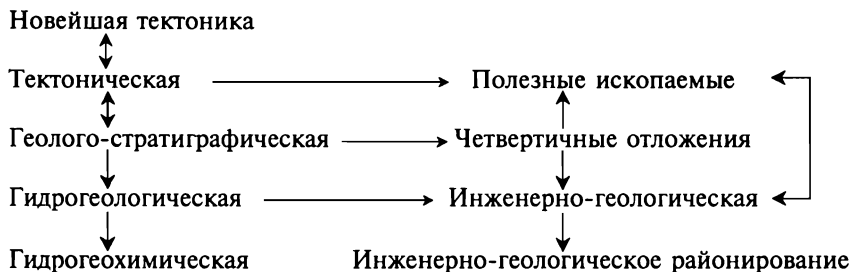 Новейшая тектоника
Тектоническая Полезные ископаемые
Геолого-стратиграфическая Четвертичные отложения
Гидрогеологическая Инженерно-геологическая
Гидрогеохимическая Инженерно-геологическое районирование